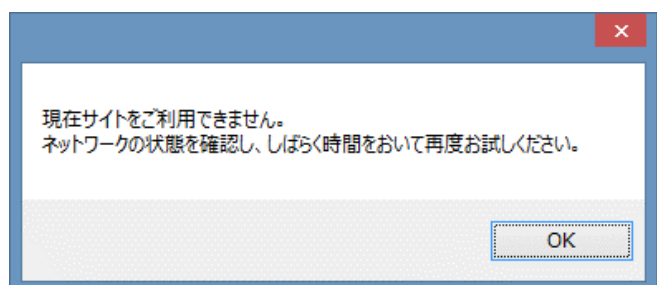 現在サイトをご利用できません。
ネットワークの状態を確認し、しばらく時間をおいて再度お試しください。
OK